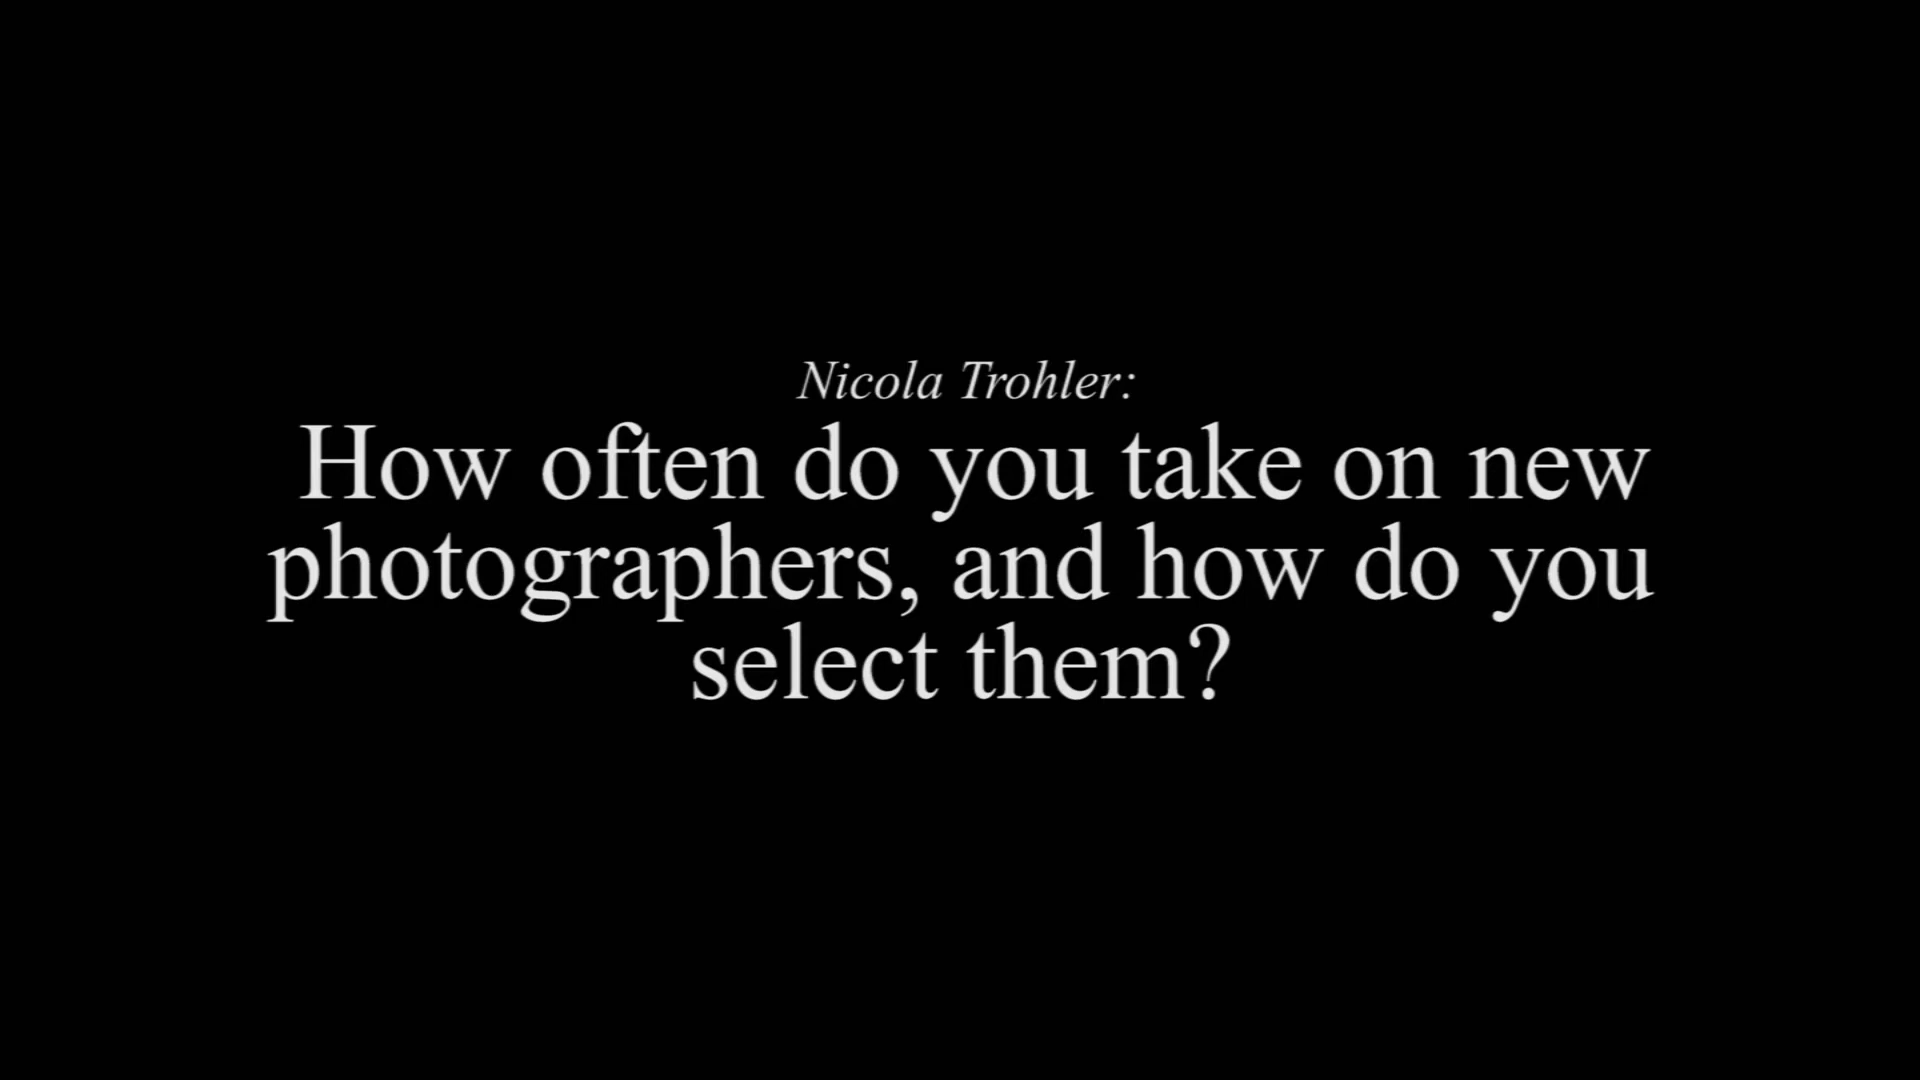 Nicola Trohler:
How often do you take on new
photographers, and how do you
select them?